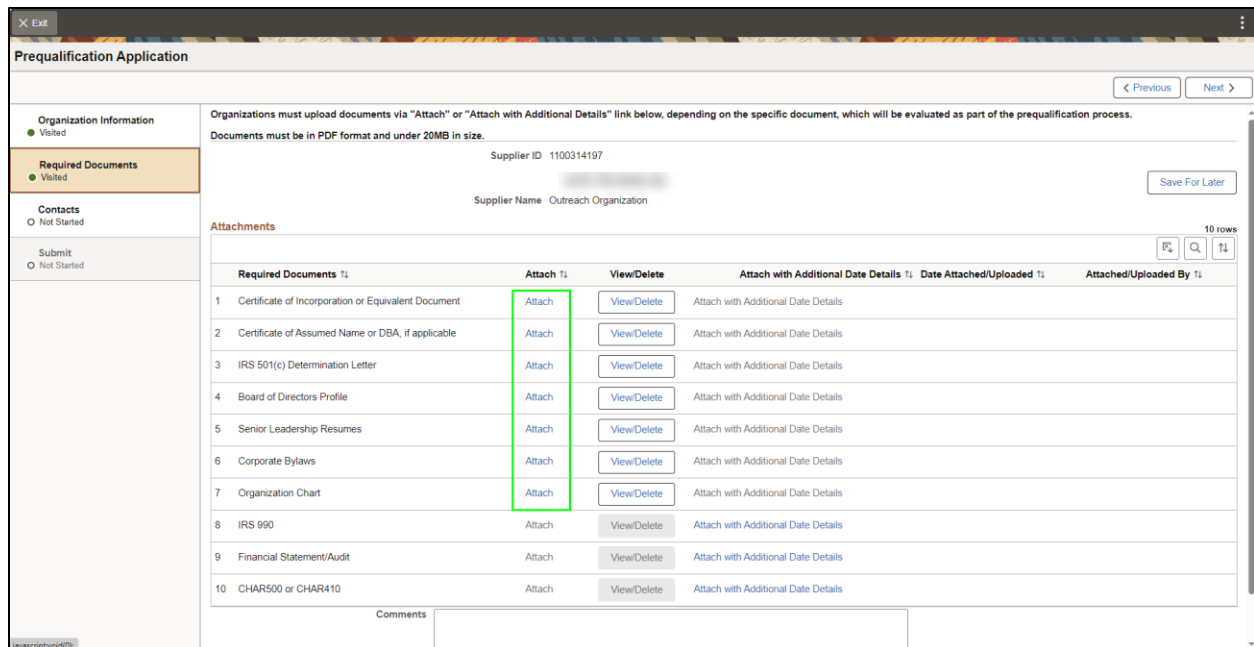 X Exit
Prequalification Application
< Previous
Next >
Organization Information
Visited
Required Documents
Visited
Contacts
Not Started
Submit
Not Started
Organizations must upload documents via "Attach" or "Attach with Additional Details" link below, depending on the specific document, which will be evaluated as part of the prequalification process.
Documents must be in PDF format and under 20MB in size.
Supplier ID 1100314197
Supplier Name Outreach Organization
Save For Later
Attachments
10 rows
Required Documents ↑↓ Attach ↑↓ View/Delete Attach with Additional Date Details ↑↓ Date Attached/Uploaded ↑↓ Attached/Uploaded By ↑↓
1 Certificate of Incorporation or Equivalent Document Attach View/Delete Attach with Additional Date Details
2 Certificate of Assumed Name or DBA, if applicable Attach View/Delete Attach with Additional Date Details
3 IRS 501(c) Determination Letter Attach View/Delete Attach with Additional Date Details
4 Board of Directors Profile Attach View/Delete Attach with Additional Date Details
5 Senior Leadership Resumes Attach View/Delete Attach with Additional Date Details
6 Corporate Bylaws Attach View/Delete Attach with Additional Date Details
7 Organization Chart Attach View/Delete Attach with Additional Date Details
8 IRS 990 Attach View/Delete Attach with Additional Date Details
9 Financial Statement/Audit Attach View/Delete Attach with Additional Date Details
10 CHAR500 or CHAR410 Attach View/Delete Attach with Additional Date Details
Comments
javascript:void(0);